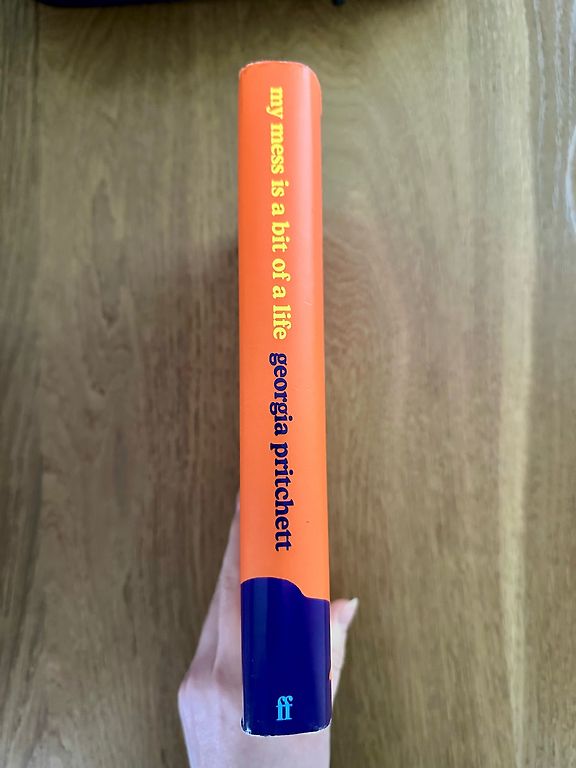 my mess is a bit of a life georgia pritchett
ff